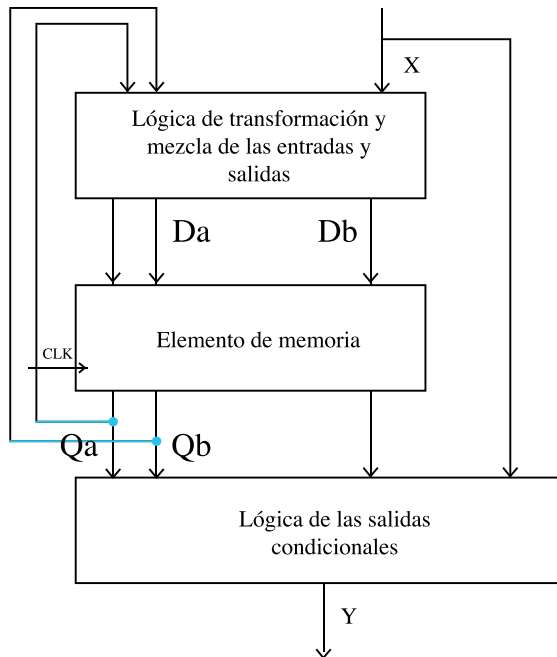 X
Lógica de transformación y
mezcla de las entradas y
salidas
Da
Db
Elemento de memoria
CLK
Qa
Qb
Lógica de las salidas
condicionales
Y